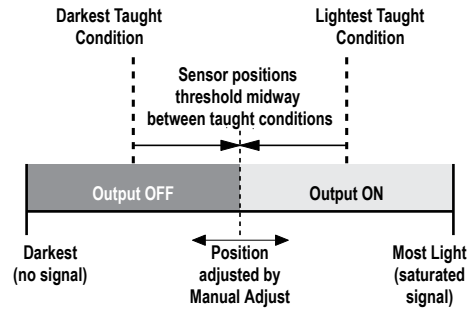 Darkest Taught
Condition
Lightest Taught
Condition
Sensor positions
threshold midway
between taught conditions
Output OFF
Output ON
Darkest
(no signal)
Position
adjusted by
Manual Adjust
Most Light
(saturated
signal)